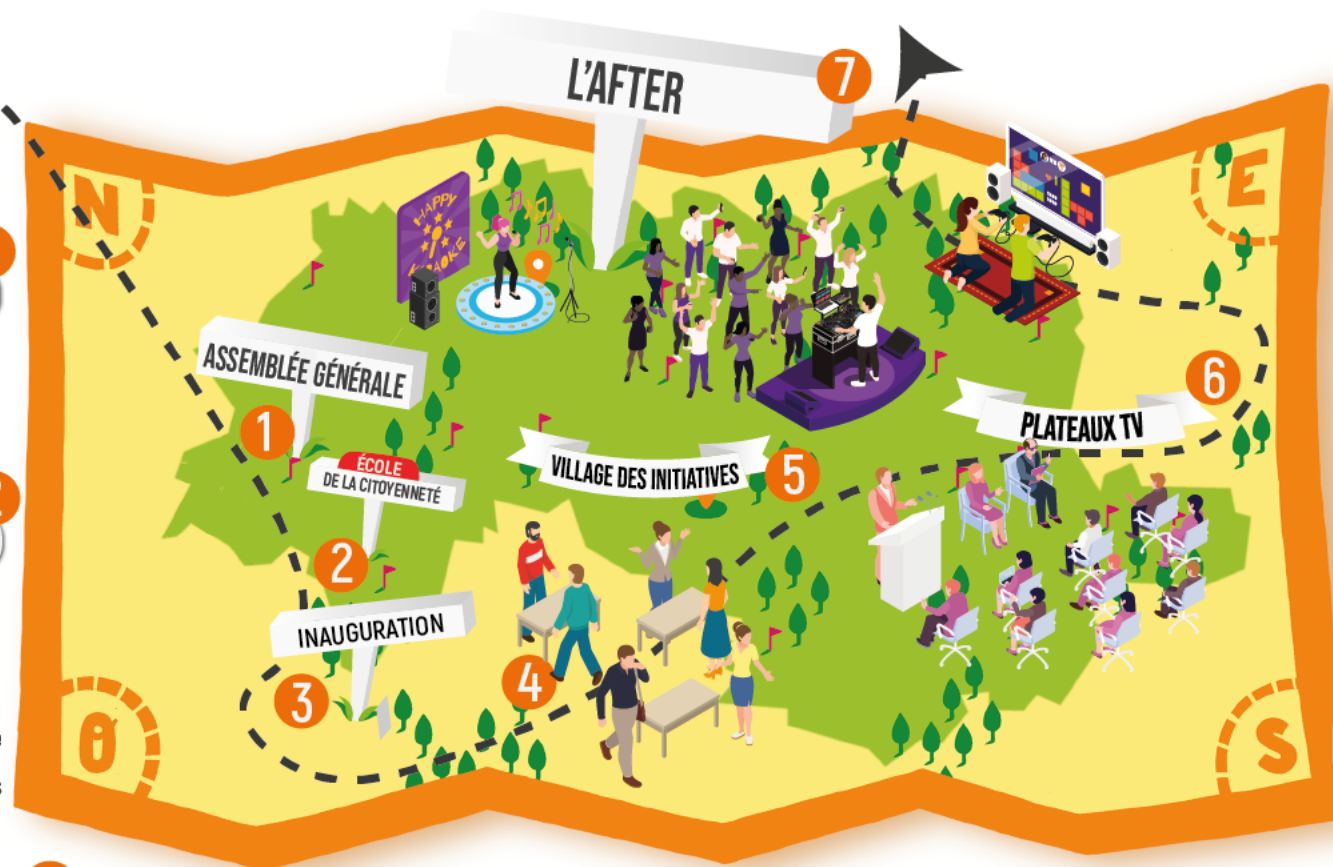 L'AFTER
7
N
E
HAPPY
KARAOKE
ASSEMBLÉE GÉNÉRALE
1
6
PLATEAUX TV
ÉCOLE
DE LA CITOYENNETÉ
VILLAGE DES INITIATIVES
5
2
INAUGURATION
3
4
O
S